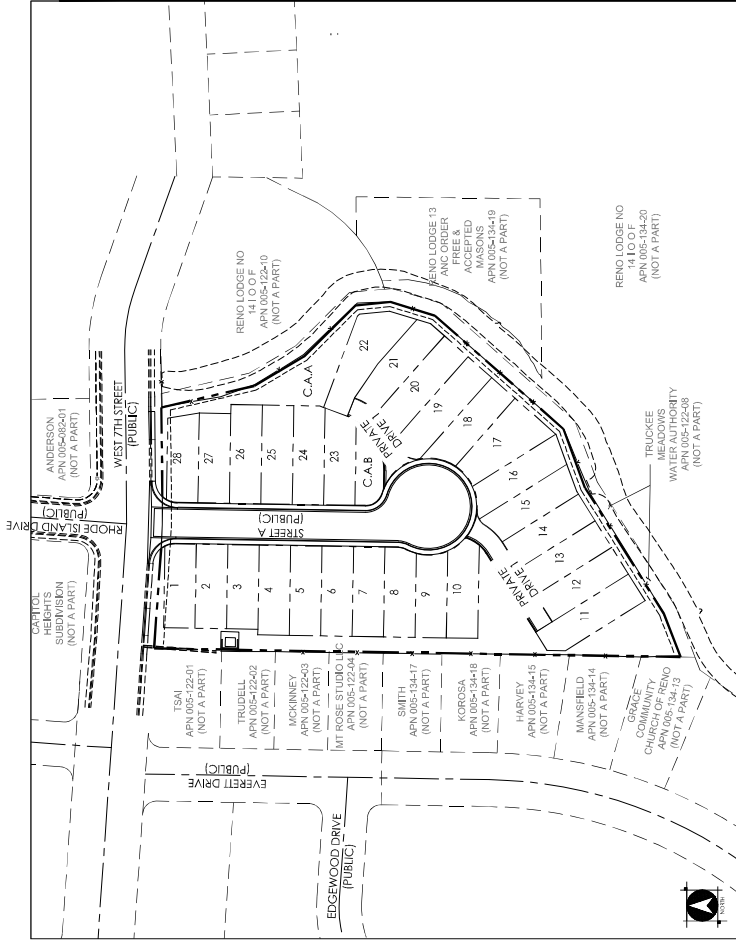 RENO LODGE NO
14 I O O F
APN 005-122-10
(NOT A PART)
RENO LODGE 13
ANC ORDER
FREE &
ACCEPTED
MASONS
APN 005-134-19
(NOT A PART)
RENO LODGE NO
14 I O O F
APN 005-134-20
(NOT A PART)
ANDERSON
APN 005-082-01
(NOT A PART)
WEST 7TH STREET
(PUBLIC)
RHODE ISLAND DRIVE
(PUBLIC)
CAPITOL
HEIGHTS
SUBDIVISION
(NOT A PART)
C.A.A
C.A.B
28
27
26
25
24
23
22
21
20
19
18
17
16
15
14
13
12
11
PRIVATE
DRIVE
STREET A
(PUBLIC)
PRIVATE
DRIVE
1
2
3
4
5
6
7
8
9
10
TRUCKEE
MEADOWS
WATER AUTHORITY
APN 005-122-08
(NOT A PART)
TSAI
APN 005-122-01
(NOT A PART)
TRUDELL
APN 005-122-02
(NOT A PART)
MCKINNEY
APN 005-122-03
(NOT A PART)
MT ROSE STUDIO LLC
APN 005-122-04
(NOT A PART)
SMITH
APN 005-134-17
(NOT A PART)
KOROSA
APN 005-134-18
(NOT A PART)
HARVEY
APN 005-134-15
(NOT A PART)
MANSFIELD
APN 005-134-14
(NOT A PART)
GRACE
COMMUNITY
CHURCH OF RENO
APN 005-134-13
(NOT A PART)
EVERETT DRIVE
(PUBLIC)
EDGEWOOD DRIVE
(PUBLIC)